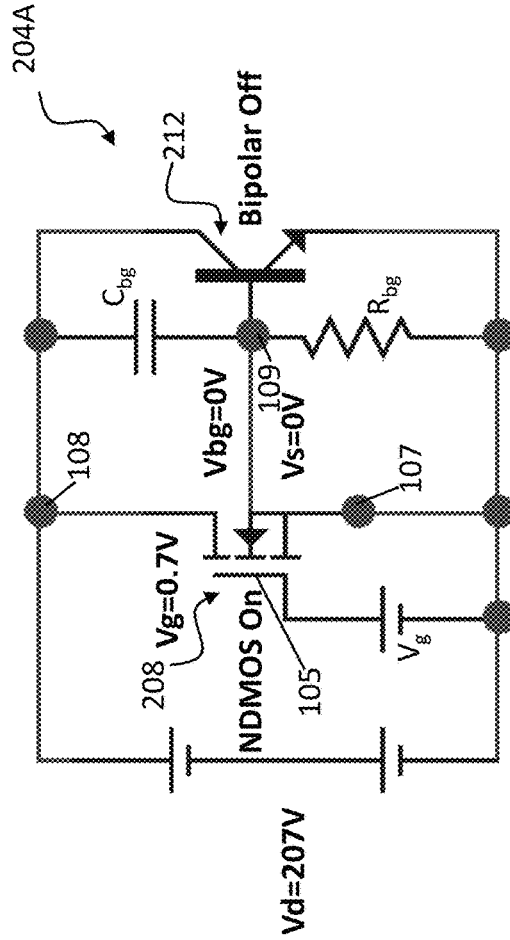 204A
212
Bipolar Off
C_bg
R_bg
109
Vbg=0V
Vs=0V
108
107
Vg=0.7V
208
NDMOS On
105
V_g
Vd=207V